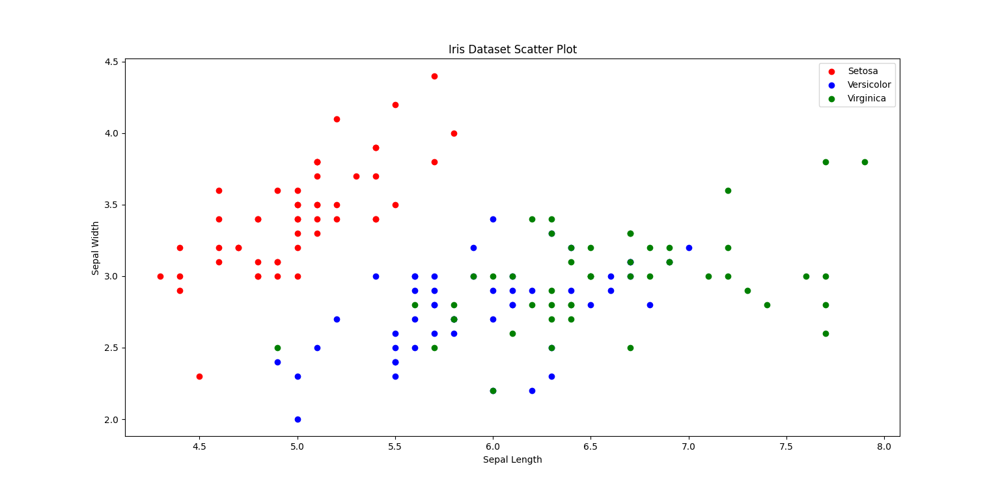 Iris Dataset Scatter Plot
Setosa
Versicolor
Virginica
Sepal Width
4.5
4.0
3.5
3.0
2.5
2.0
4.5 5.0 5.5 6.0 6.5 7.0 7.5 8.0
Sepal Length